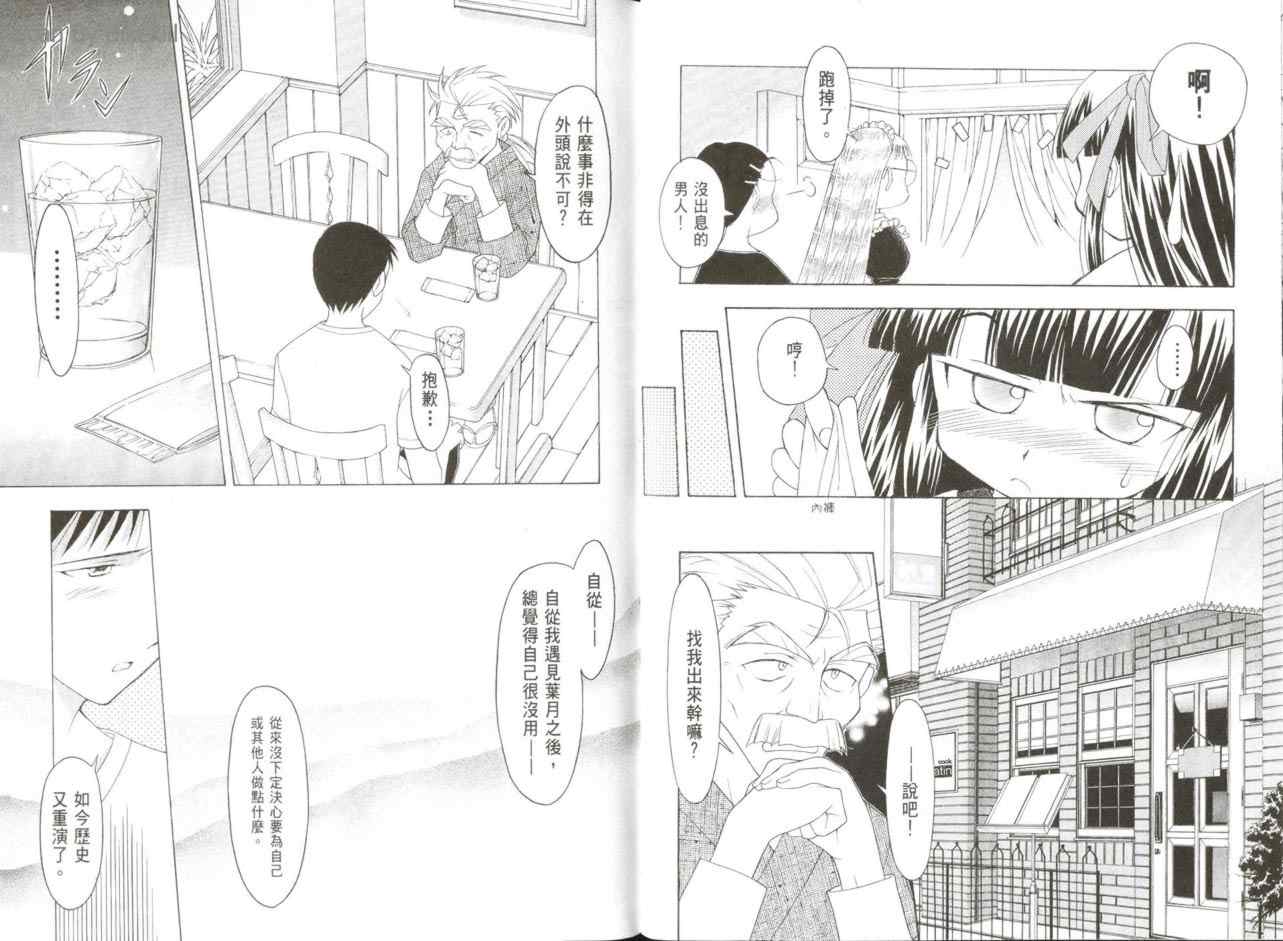 啊！
跑掉了。
沒出息的
男人！
……
哼！
內褲
cook
atin
——說吧！
找我出來幹嘛？
什麼事非得在
外頭說不可？
抱歉…
カラン
………
自從——
自從我遇見葉月之後，
總覺得自己很沒用——
從來沒下定決心要為自己
或其他人做點什麼。
如今歷史
又重演了。